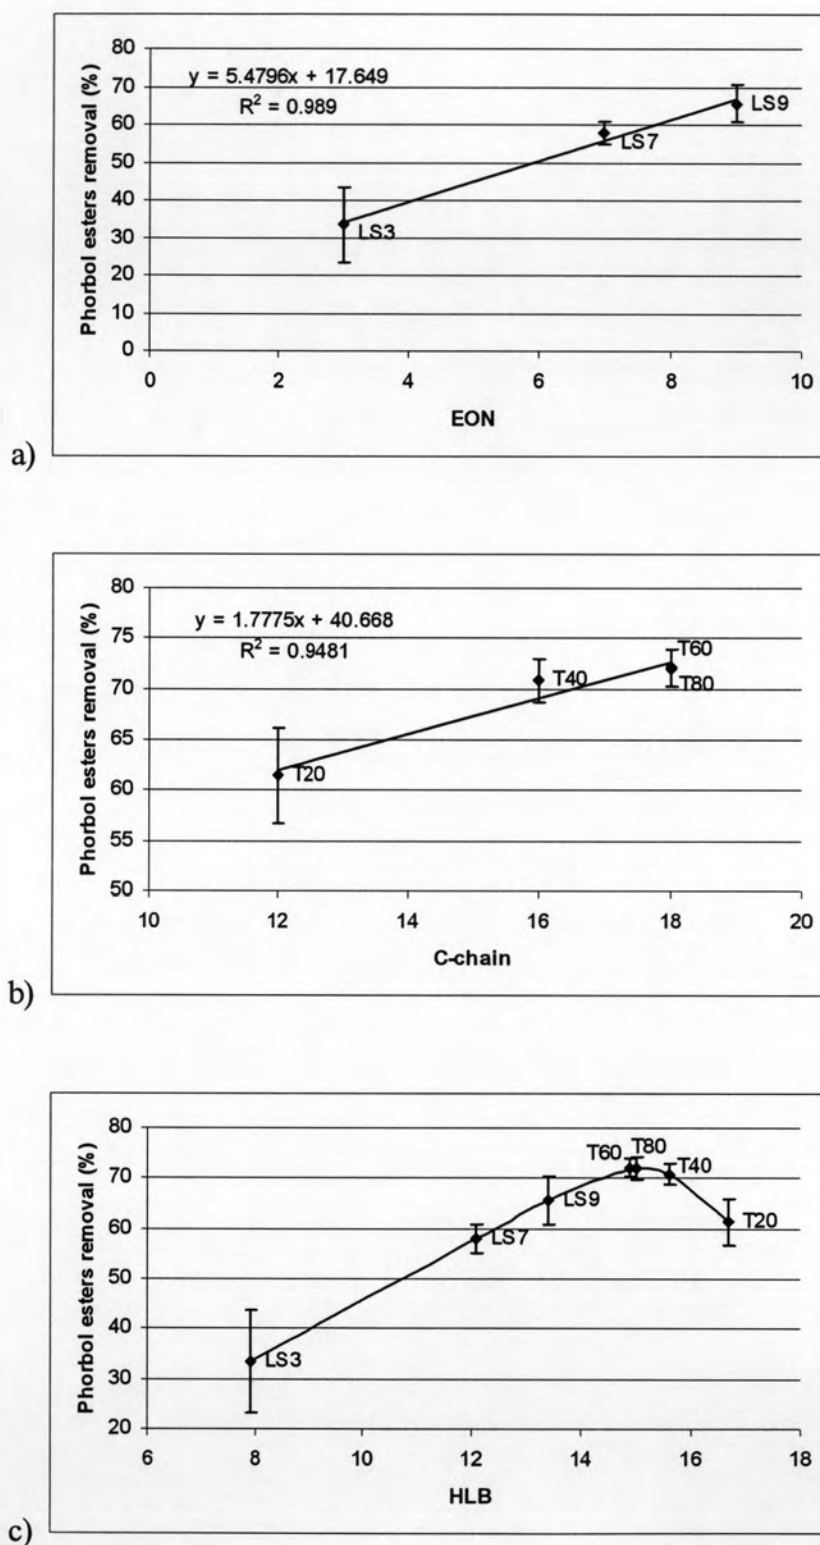 80
70
60
50
40
30
20
10
0
Phorbol esters removal (%)
y = 5.4796x + 17.649
R² = 0.989
LS3
LS7
LS9
0 2 4 6 8 10
EON
a)
80
75
70
65
60
55
50
Phorbol esters removal (%)
y = 1.7775x + 40.668
R² = 0.9481
T20
T40
T60
T80
10 12 14 16 18 20
C-chain
b)
80
70
60
50
40
30
20
Phorbol esters removal (%)
LS3
LS7
LS9
T60
T80
T40
T20
6 8 10 12 14 16 18
HLB
c)